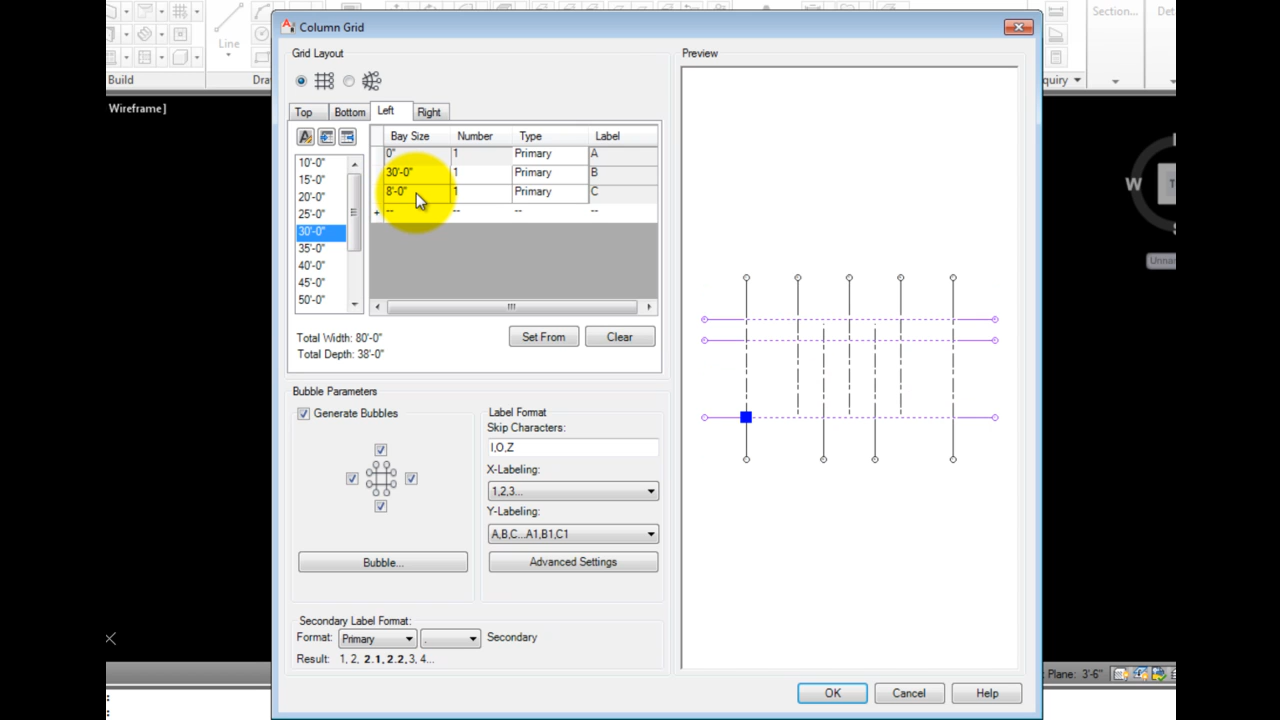 Line
Section...
Build
Column Grid
Grid Layout
Preview
Top Bottom Left Right
Bay Size Number Type Label
0" 1 Primary A
30'-0" 1 Primary B
8'-0" 1 Primary C
+ -- -- -- --
10'-0"
15'-0"
20'-0"
25'-0"
30'-0"
35'-0"
40'-0"
45'-0"
50'-0"
Total Width: 80'-0"
Total Depth: 38'-0"
Set From Clear
Bubble Parameters
Generate Bubbles
Bubble...
Label Format
Skip Characters:
I,O,Z
X-Labeling:
1,2,3...
Y-Labeling:
A,B,C...A1,B1,C1
Advanced Settings
Secondary Label Format:
Format: Primary . Secondary
Result: 1, 2, 2.1, 2.2, 3, 4...
OK Cancel Help
Wireframe]
W
Plane: 3'-6"